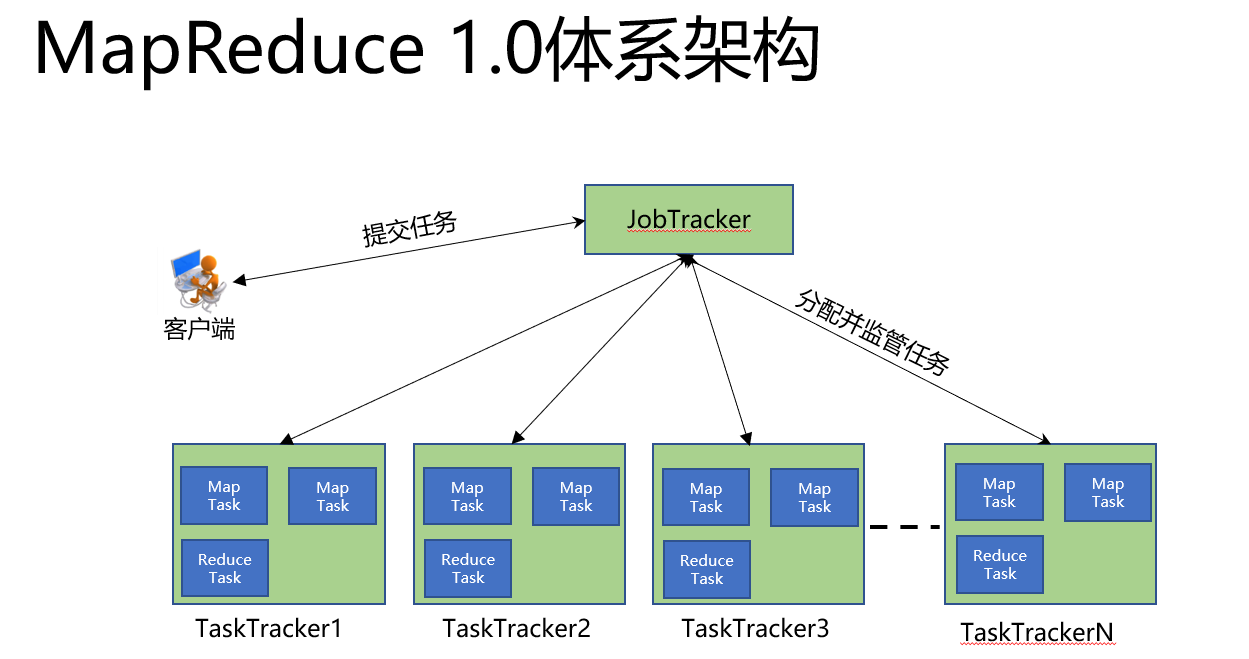 MapReduce 1.0体系架构
JobTracker
提交任务
客户端
分配并监管任务
Map
Task
Map
Task
Reduce
Task
TaskTracker1
Map
Task
Map
Task
Reduce
Task
TaskTracker2
Map
Task
Map
Task
Reduce
Task
TaskTracker3
Map
Task
Map
Task
Reduce
Task
TaskTrackerN